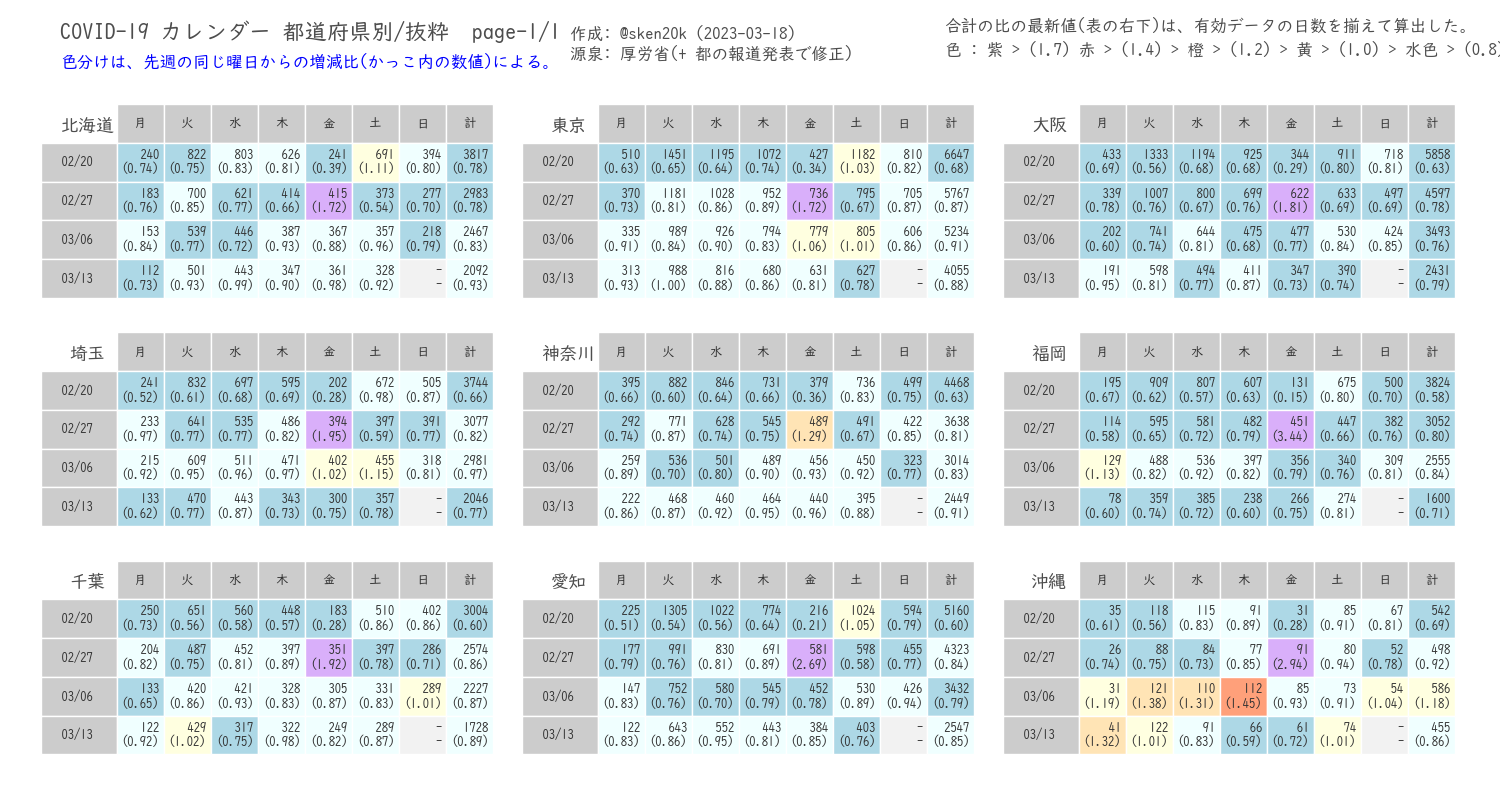 COVID-19 カレンダー 都道府県別/抜粋 page-1/1 作成: @sken20k (2023-03-18)
源泉: 厚労省(+ 都の報道発表で修正)
色分けは、先週の同じ曜日からの増減比(かっこ内の数値)による。
合計の比の最新値(表の右下)は、有効データの日数を揃えて算出した。
色 : 紫 > (1.7) 赤 > (1.4) > 橙 > (1.2) > 黄 > (1.0) > 水色 > (0.8)
北海道 月 火 水 木 金 土 日 計
02/20 240 822 803 626 241 691 394 3817
(0.74) (0.75) (0.83) (0.81) (0.39) (1.11) (0.80) (0.78)
02/27 183 700 621 414 415 373 277 2983
(0.76) (0.85) (0.77) (0.66) (1.72) (0.54) (0.70) (0.78)
03/06 153 539 446 387 367 357 218 2467
(0.84) (0.77) (0.72) (0.93) (0.88) (0.96) (0.79) (0.83)
03/13 112 501 443 347 361 328 - 2092
(0.73) (0.93) (0.99) (0.90) (0.98) (0.92) - (0.93)
東京 月 火 水 木 金 土 日 計
02/20 510 1451 1195 1072 427 1182 810 6647
(0.63) (0.65) (0.64) (0.74) (0.34) (1.03) (0.82) (0.68)
02/27 370 1181 1028 952 736 795 705 5767
(0.73) (0.81) (0.86) (0.89) (1.72) (0.67) (0.87) (0.87)
03/06 335 989 926 794 779 805 606 5234
(0.91) (0.84) (0.90) (0.83) (1.06) (1.01) (0.86) (0.91)
03/13 313 988 816 680 631 627 - 4055
(0.93) (1.00) (0.88) (0.86) (0.81) (0.78) - (0.88)
大阪 月 火 水 木 金 土 日 計
02/20 433 1333 1194 925 344 911 718 5858
(0.69) (0.56) (0.68) (0.68) (0.29) (0.80) (0.81) (0.63)
02/27 339 1007 800 699 622 633 497 4597
(0.78) (0.76) (0.67) (0.76) (1.81) (0.69) (0.69) (0.78)
03/06 202 741 644 475 477 530 424 3493
(0.60) (0.74) (0.81) (0.68) (0.77) (0.84) (0.85) (0.76)
03/13 191 598 494 411 347 390 - 2431
(0.95) (0.81) (0.77) (0.87) (0.73) (0.74) - (0.79)
埼玉 月 火 水 木 金 土 日 計
02/20 241 832 697 595 202 672 505 3744
(0.52) (0.61) (0.68) (0.69) (0.28) (0.98) (0.87) (0.66)
02/27 233 641 535 486 394 397 391 3077
(0.97) (0.77) (0.77) (0.82) (1.95) (0.59) (0.77) (0.82)
03/06 215 609 511 471 402 455 318 2981
(0.92) (0.95) (0.96) (0.97) (1.02) (1.15) (0.81) (0.97)
03/13 133 470 443 343 300 357 - 2046
(0.62) (0.77) (0.87) (0.73) (0.75) (0.78) - (0.77)
神奈川 月 火 水 木 金 土 日 計
02/20 395 882 846 731 379 736 499 4468
(0.66) (0.60) (0.64) (0.66) (0.36) (0.83) (0.75) (0.63)
02/27 292 771 628 545 489 491 422 3638
(0.74) (0.87) (0.74) (0.75) (1.29) (0.67) (0.85) (0.81)
03/06 259 536 501 489 456 450 323 3014
(0.89) (0.70) (0.80) (0.90) (0.93) (0.92) (0.77) (0.83)
03/13 222 468 460 464 440 395 - 2449
(0.86) (0.87) (0.92) (0.95) (0.96) (0.88) - (0.91)
福岡 月 火 水 木 金 土 日 計
02/20 195 909 807 607 131 675 500 3824
(0.67) (0.62) (0.57) (0.63) (0.15) (0.80) (0.70) (0.58)
02/27 114 595 581 482 451 447 382 3052
(0.58) (0.65) (0.72) (0.79) (3.44) (0.66) (0.76) (0.80)
03/06 129 488 536 397 356 340 309 2555
(1.13) (0.82) (0.92) (0.82) (0.79) (0.76) (0.81) (0.84)
03/13 78 359 385 238 266 274 - 1600
(0.60) (0.74) (0.72) (0.60) (0.75) (0.81) - (0.71)
千葉 月 火 水 木 金 土 日 計
02/20 250 651 560 448 183 510 402 3004
(0.73) (0.56) (0.58) (0.57) (0.28) (0.86) (0.86) (0.60)
02/27 204 487 452 397 351 397 286 2574
(0.82) (0.75) (0.81) (0.89) (1.92) (0.78) (0.71) (0.86)
03/06 133 420 421 328 305 331 289 2227
(0.65) (0.86) (0.93) (0.83) (0.87) (0.83) (1.01) (0.87)
03/13 122 429 317 322 249 289 - 1728
(0.92) (1.02) (0.75) (0.98) (0.82) (0.87) - (0.89)
愛知 月 火 水 木 金 土 日 計
02/20 225 1305 1022 774 216 1024 594 5160
(0.51) (0.54) (0.56) (0.64) (0.21) (1.05) (0.79) (0.60)
02/27 177 991 830 691 581 598 455 4323
(0.79) (0.76) (0.81) (0.89) (2.69) (0.58) (0.77) (0.84)
03/06 147 752 580 545 452 530 426 3432
(0.83) (0.76) (0.70) (0.79) (0.78) (0.89) (0.94) (0.79)
03/13 122 643 552 443 384 403 - 2547
(0.83) (0.86) (0.95) (0.81) (0.85) (0.76) - (0.85)
沖縄 月 火 水 木 金 土 日 計
02/20 35 118 115 91 31 85 67 542
(0.61) (0.56) (0.83) (0.89) (0.28) (0.91) (0.81) (0.69)
02/27 26 88 84 77 91 80 52 498
(0.74) (0.75) (0.73) (0.85) (2.94) (0.94) (0.78) (0.92)
03/06 31 121 110 112 85 73 54 586
(1.19) (1.38) (1.31) (1.45) (0.93) (0.91) (1.04) (1.18)
03/13 41 122 91 66 61 74 - 455
(1.32) (1.01) (0.83) (0.59) (0.72) (1.01) - (0.86)